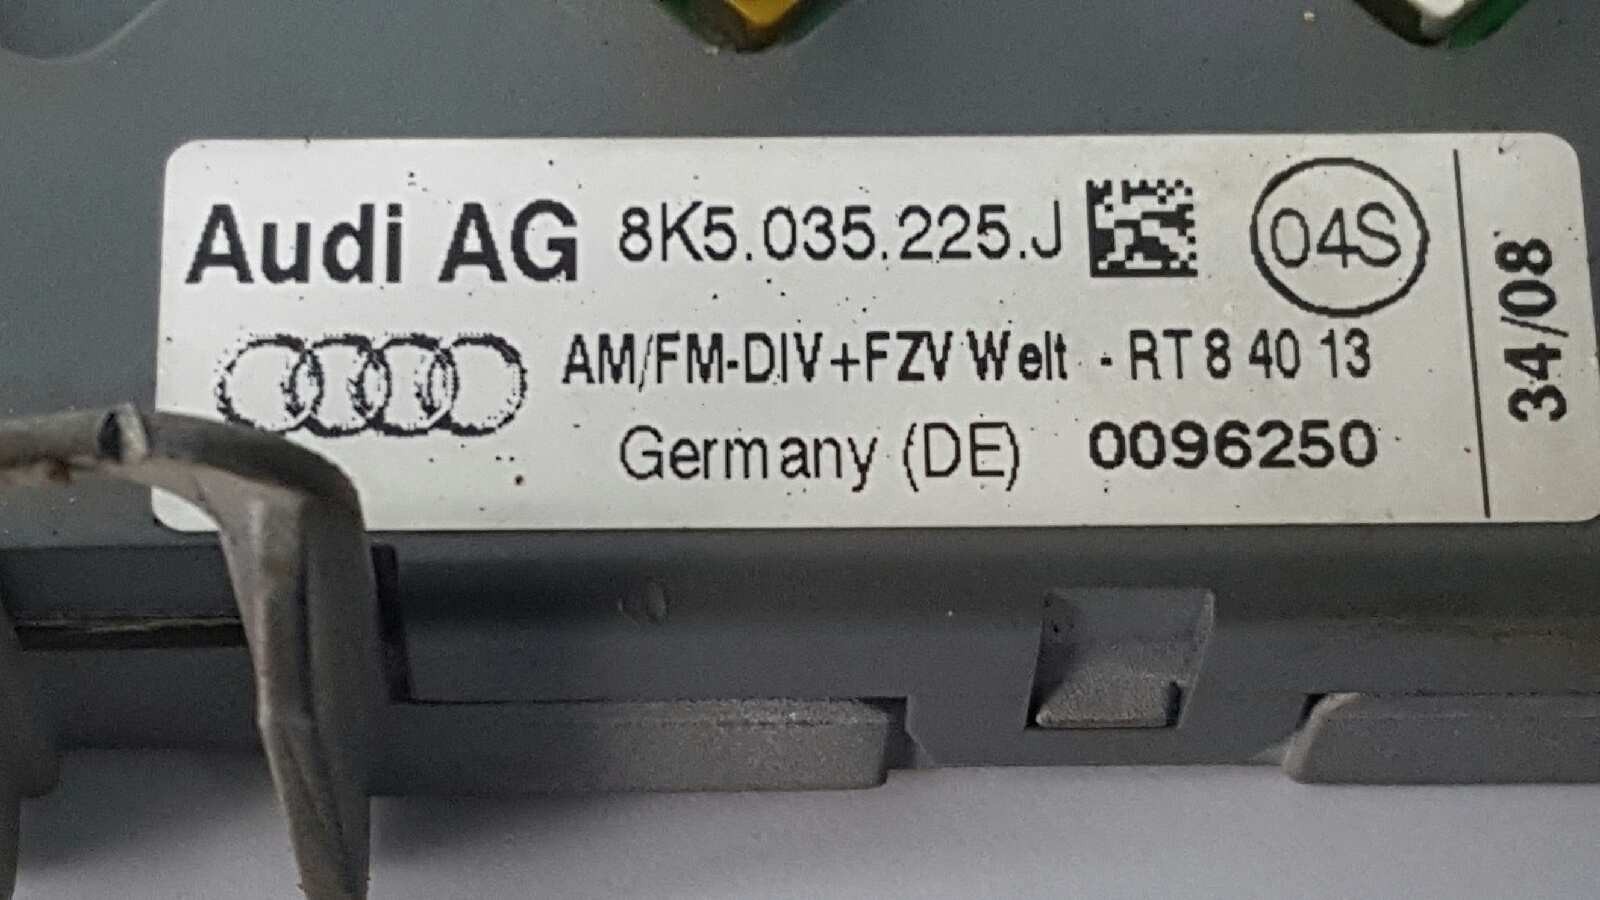 Audi AG 8K5.035.225.J 04S
AM/FM-DIV+FZV Welt - RT 8 40 13
Germany (DE) 0096250
34/08